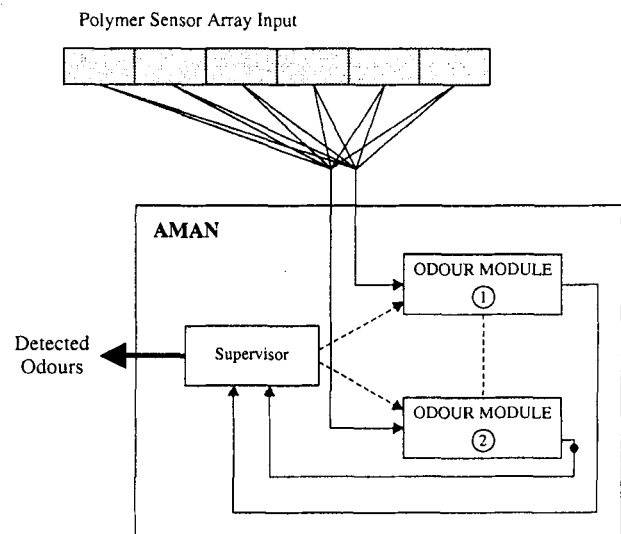 Polymer Sensor Array Input
AMAN
ODOUR MODULE
1
Detected
Odours
Supervisor
ODOUR MODULE
2